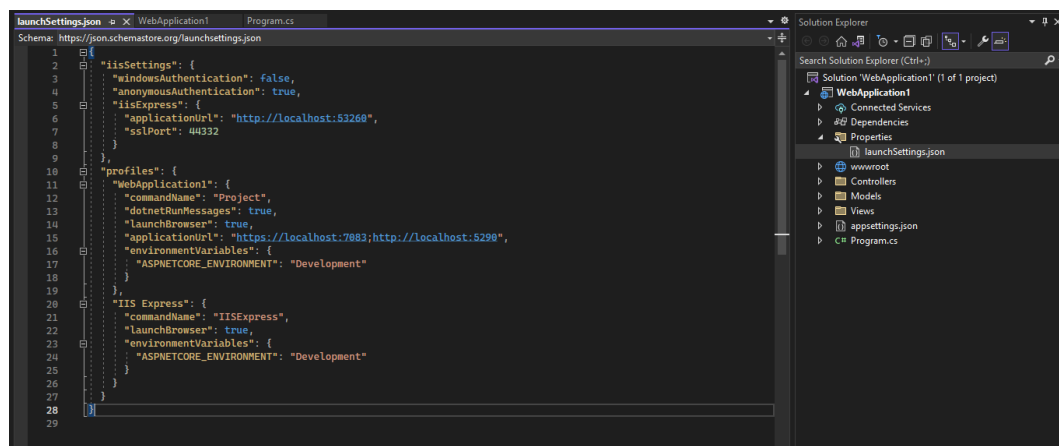 launchSettings.json WebApplication1 Program.cs
Schema: https://json.schemastore.org/launchsettings.json
1 {
2 "iisSettings": {
3 "windowsAuthentication": false,
4 "anonymousAuthentication": true,
5 "iisExpress": {
6 "applicationUrl": "http://localhost:53260",
7 "sslPort": 44332
8 }
9 },
10 "profiles": {
11 "WebApplication1": {
12 "commandName": "Project",
13 "dotnetRunMessages": true,
14 "launchBrowser": true,
15 "applicationUrl": "https://localhost:7083;http://localhost:5290",
16 "environmentVariables": {
17 "ASPNETCORE_ENVIRONMENT": "Development"
18 }
19 },
20 "IIS Express": {
21 "commandName": "IISExpress",
22 "launchBrowser": true,
23 "environmentVariables": {
24 "ASPNETCORE_ENVIRONMENT": "Development"
25 }
26 }
27 }
28 }
29
Solution Explorer
Search Solution Explorer (Ctrl+;)
Solution 'WebApplication1' (1 of 1 project)
WebApplication1
Connected Services
Dependencies
Properties
launchSettings.json
wwwroot
Controllers
Models
Views
appsettings.json
C# Program.cs